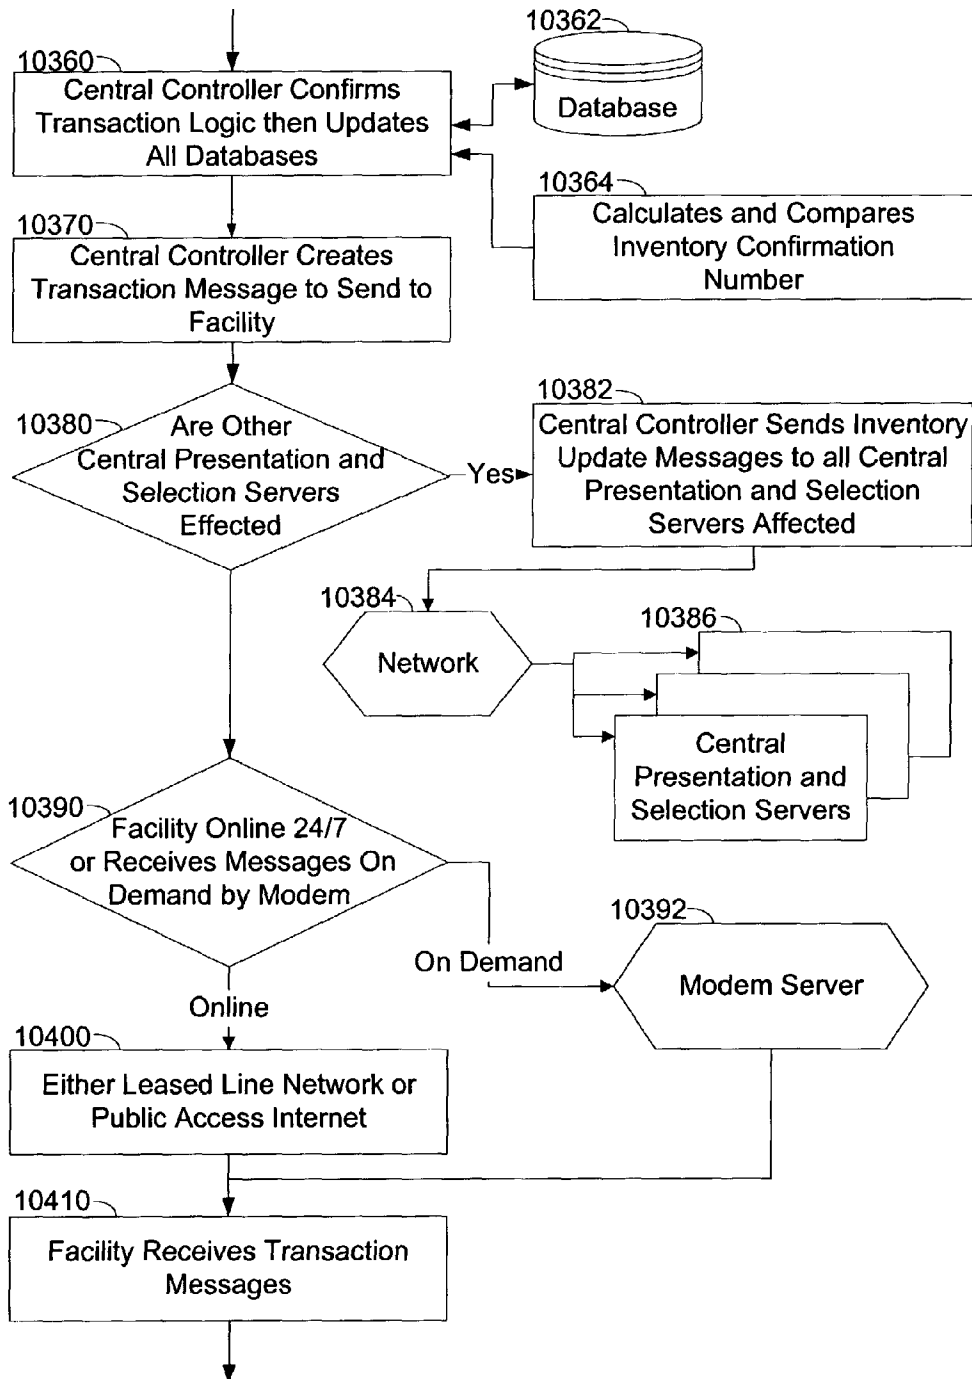 10360
Central Controller Confirms
Transaction Logic then Updates
All Databases
10362
Database
10364
Calculates and Compares
Inventory Confirmation
Number
10370
Central Controller Creates
Transaction Message to Send to
Facility
10380
Are Other
Central Presentation and
Selection Servers
Effected
Yes
10382
Central Controller Sends Inventory
Update Messages to all Central
Presentation and Selection
Servers Affected
10384
Network
10386
Central
Presentation and
Selection Servers
10390
Facility Online 24/7
or Receives Messages On
Demand by Modem
On Demand
10392
Modem Server
Online
10400
Either Leased Line Network or
Public Access Internet
10410
Facility Receives Transaction
Messages